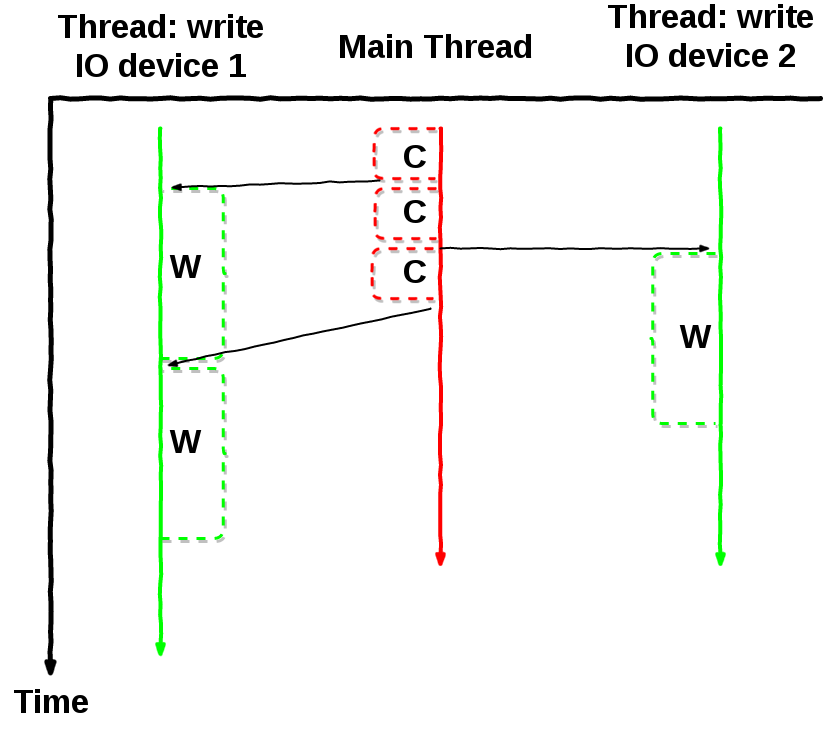 Thread: write
IO device 1
Main Thread
Thread: write
IO device 2
C
C
C
W
W
W
Time